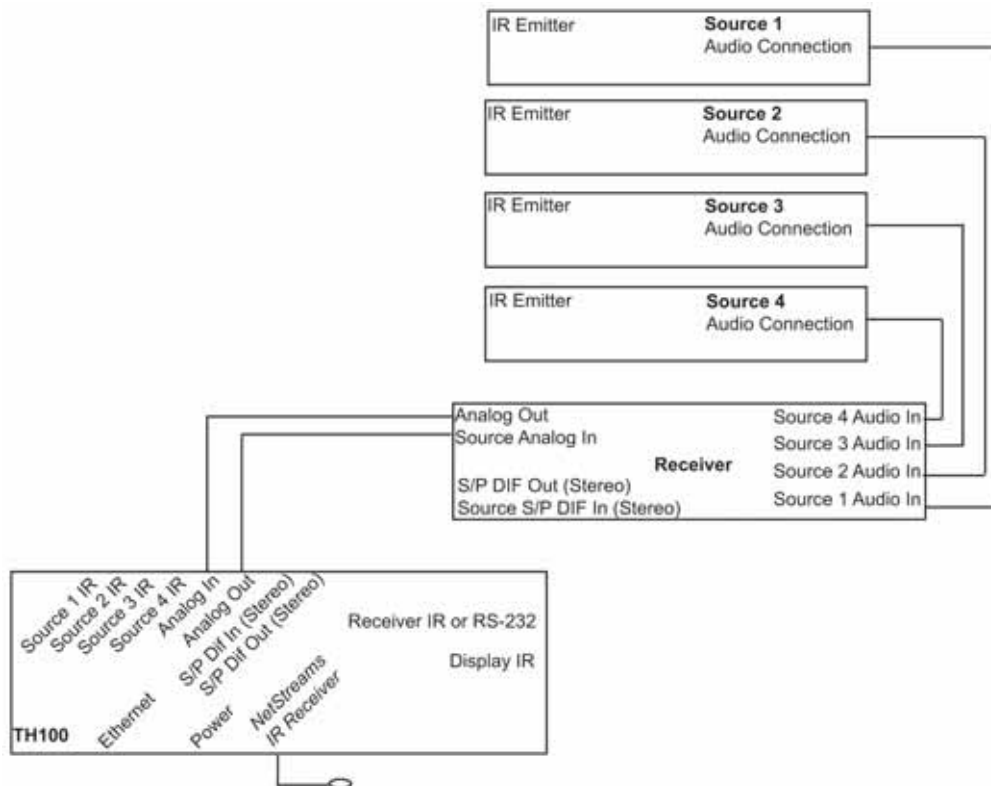 IR Emitter Source 1
Audio Connection
IR Emitter Source 2
Audio Connection
IR Emitter Source 3
Audio Connection
IR Emitter Source 4
Audio Connection
Analog Out
Source Analog In
S/P DIF Out (Stereo)
Source S/P DIF In (Stereo)
Receiver
Source 4 Audio In
Source 3 Audio In
Source 2 Audio In
Source 1 Audio In
Source 1 IR
Source 2 IR
Source 3 IR
Source 4 IR
Analog In
Analog Out
S/P Dif In (Stereo)
S/P Dif Out (Stereo)
Receiver IR or RS-232
Display IR
TH100
Ethernet
Power
NetStreams
IR Receiver